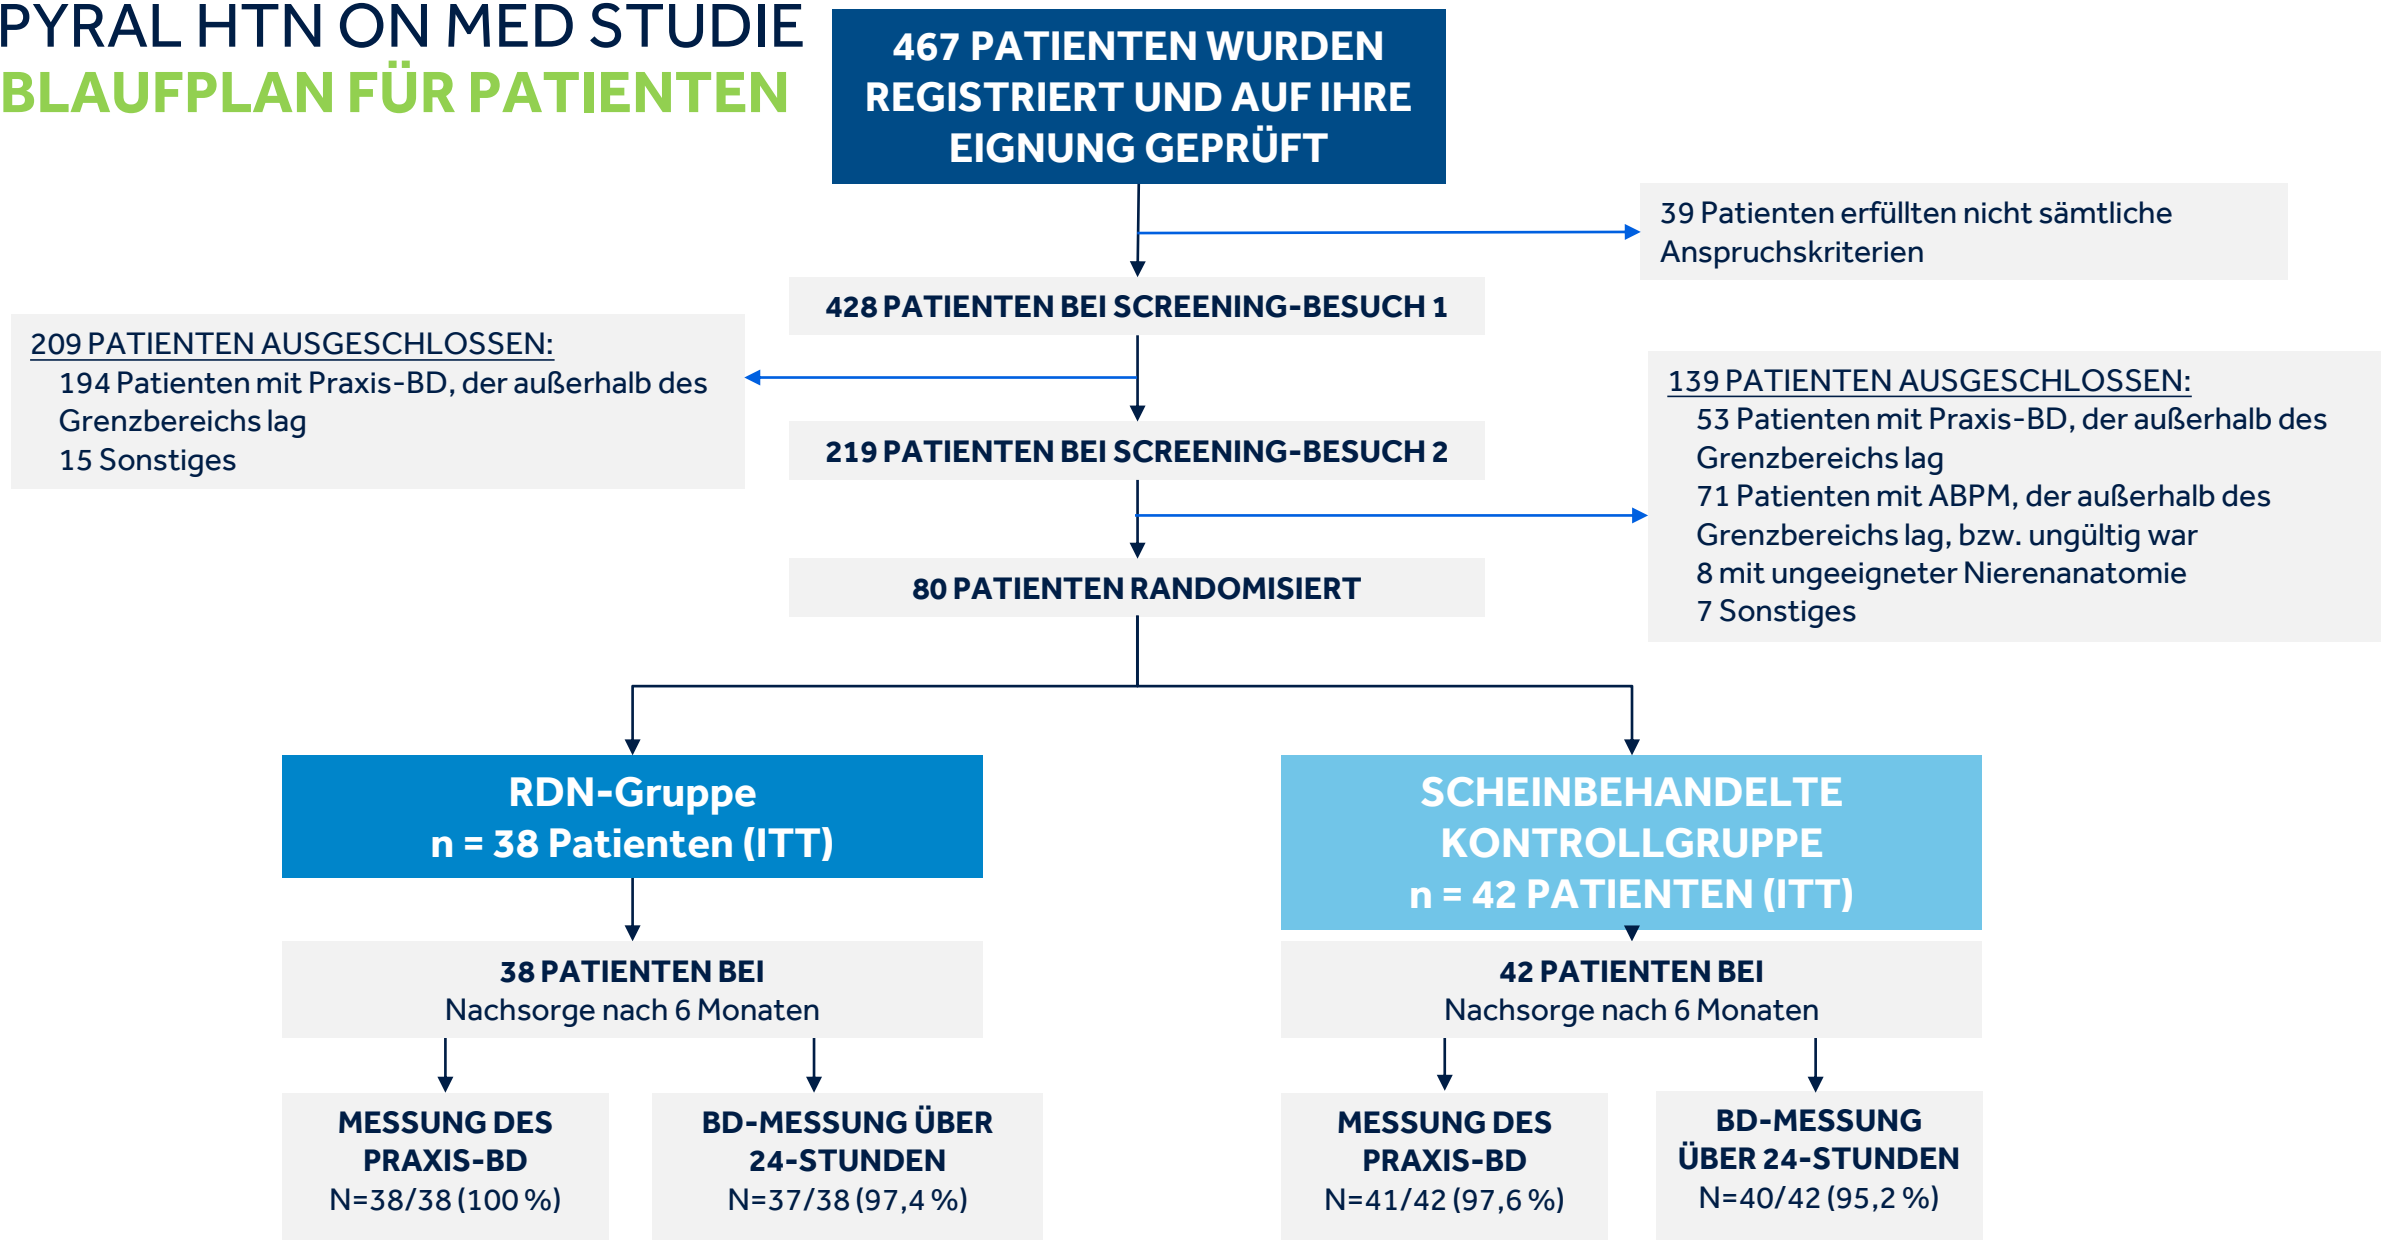 PYRAL HTN ON MED STUDIE
BLAUFPLAN FÜR PATIENTEN
467 PATIENTEN WURDEN
REGISTRIERT UND AUF IHRE
EIGNUNG GEPRÜFT
39 Patienten erfüllten nicht sämtliche
Anspruchskriterien
428 PATIENTEN BEI SCREENING-BESUCH 1
209 PATIENTEN AUSGESCHLOSSEN:
194 Patienten mit Praxis-BD, der außerhalb des
Grenzbereichs lag
15 Sonstiges
219 PATIENTEN BEI SCREENING-BESUCH 2
139 PATIENTEN AUSGESCHLOSSEN:
53 Patienten mit Praxis-BD, der außerhalb des
Grenzbereichs lag
71 Patienten mit ABPM, der außerhalb des
Grenzbereichs lag, bzw. ungültig war
8 mit ungeeigneter Nierenanatomie
7 Sonstiges
80 PATIENTEN RANDOMISIERT
RDN-Gruppe
n = 38 Patienten (ITT)
38 PATIENTEN BEI
Nachsorge nach 6 Monaten
MESSUNG DES
PRAXIS-BD
N=38/38 (100 %)
BD-MESSUNG ÜBER
24-STUNDEN
N=37/38 (97,4 %)
SCHEINBEHANDELTE
KONTROLLGRUPPE
n = 42 PATIENTEN (ITT)
42 PATIENTEN BEI
Nachsorge nach 6 Monaten
MESSUNG DES
PRAXIS-BD
N=41/42 (97,6 %)
BD-MESSUNG
ÜBER 24-STUNDEN
N=40/42 (95,2 %)